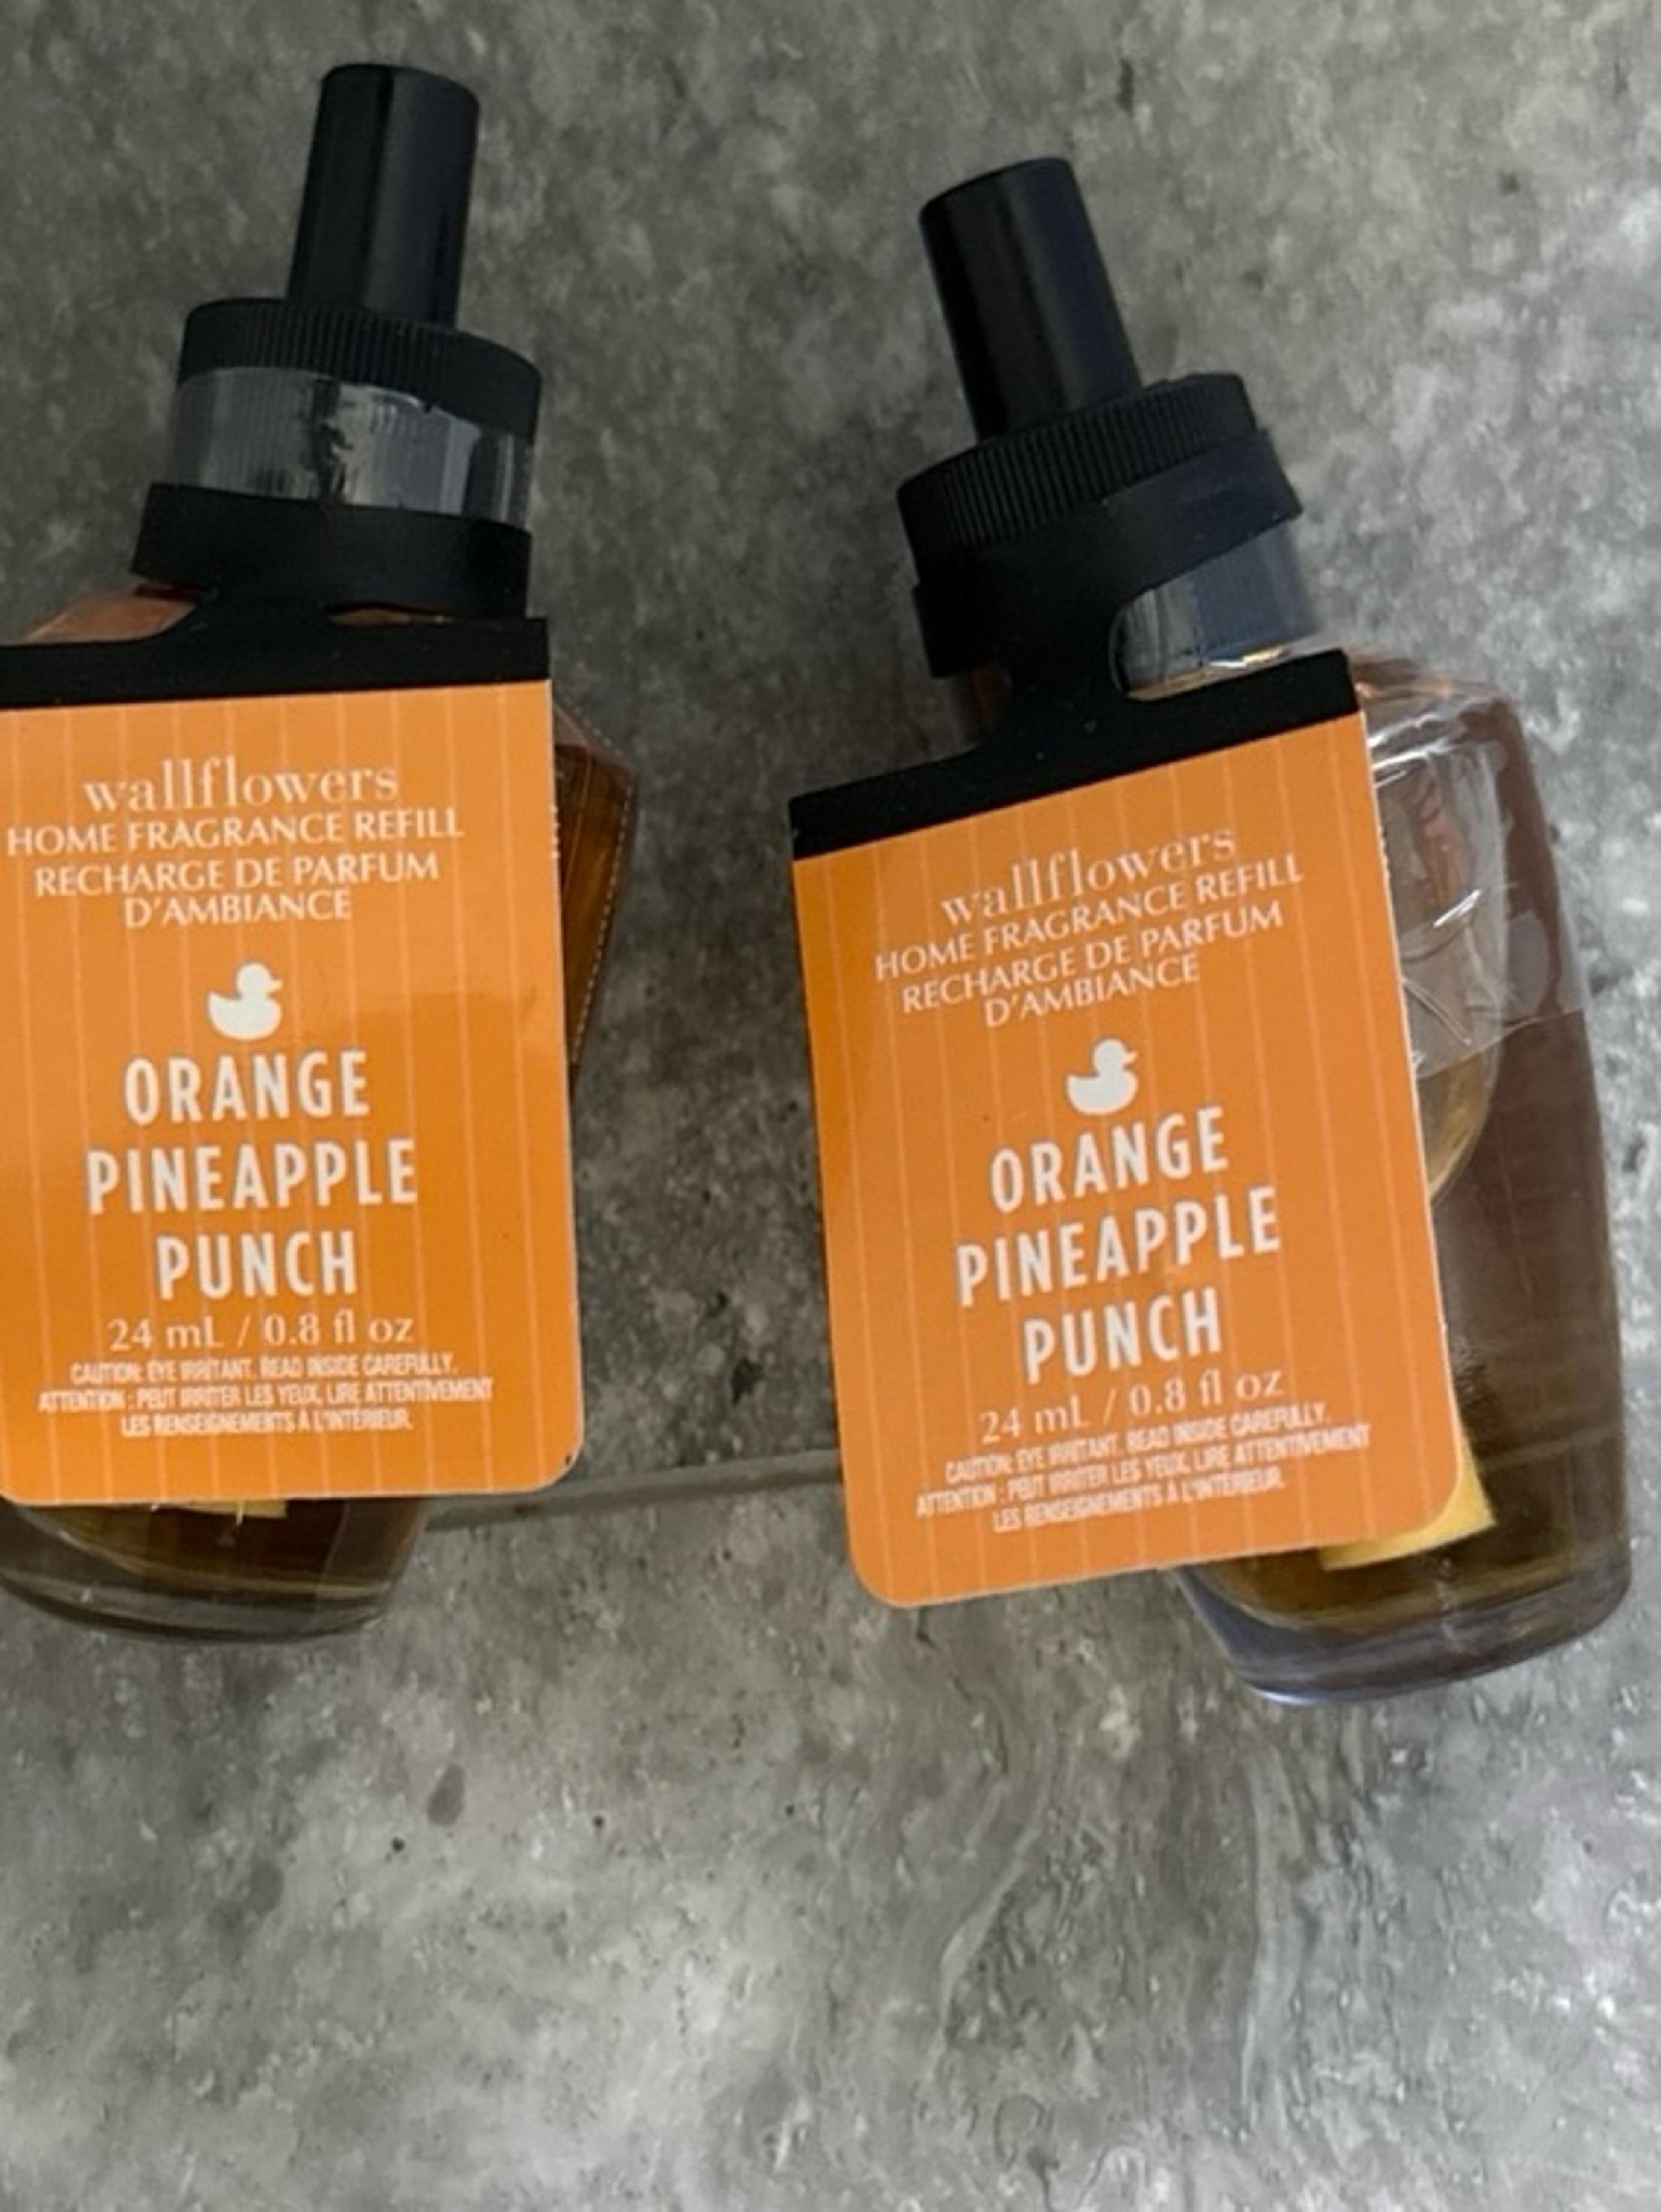 wallflowers
HOME FRAGRANCE REFILL
RECHARGE DE PARFUM
D'AMBIANCE
ORANGE
PINEAPPLE
PUNCH
24 mL / 0.8 fl oz
CAUTION: EYE IRRITANT. READ INSIDE CAREFULLY.
ATTENTION : PEUT IRRITER LES YEUX, LIRE ATTENTIVEMENT
LES RENSEIGNEMENTS À L'INTÉRIEUR.
wallflowers
HOME FRAGRANCE REFILL
RECHARGE DE PARFUM
D'AMBIANCE
ORANGE
PINEAPPLE
PUNCH
24 mL / 0.8 fl oz
CAUTION: EYE IRRITANT. READ INSIDE CAREFULLY.
ATTENTION : PEUT IRRITER LES YEUX, LIRE ATTENTIVEMENT
LES RENSEIGNEMENTS À L'INTÉRIEUR.